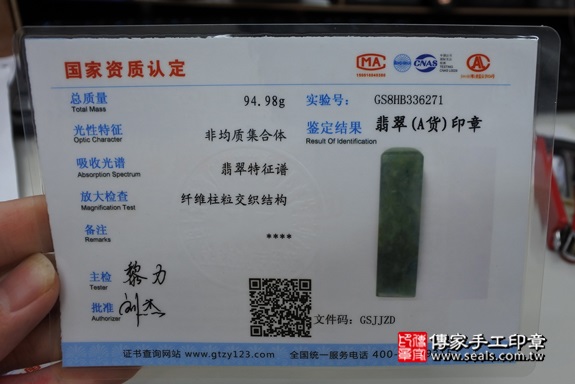 国家资质认定
CMA
CNAS
总质量 94.98g 实验号: GS8HB336271
Total Mass
光性特征 非均质集合体 鉴定结果 翡翠(A货)印章
Optic Character Result Of Identification
吸收光谱 翡翠特征谱
Absorption Spectrum
放大检查 纤维柱粒交织结构
Magnification Test
备注 ****
Remarks
主检 黎力
Tester
批准
Authorizer
文件码: GSJJZD
证书查询网站 www.gtzy123.com 全国统一服务电话 400-
傳家手工印章
www.seals.com.tw